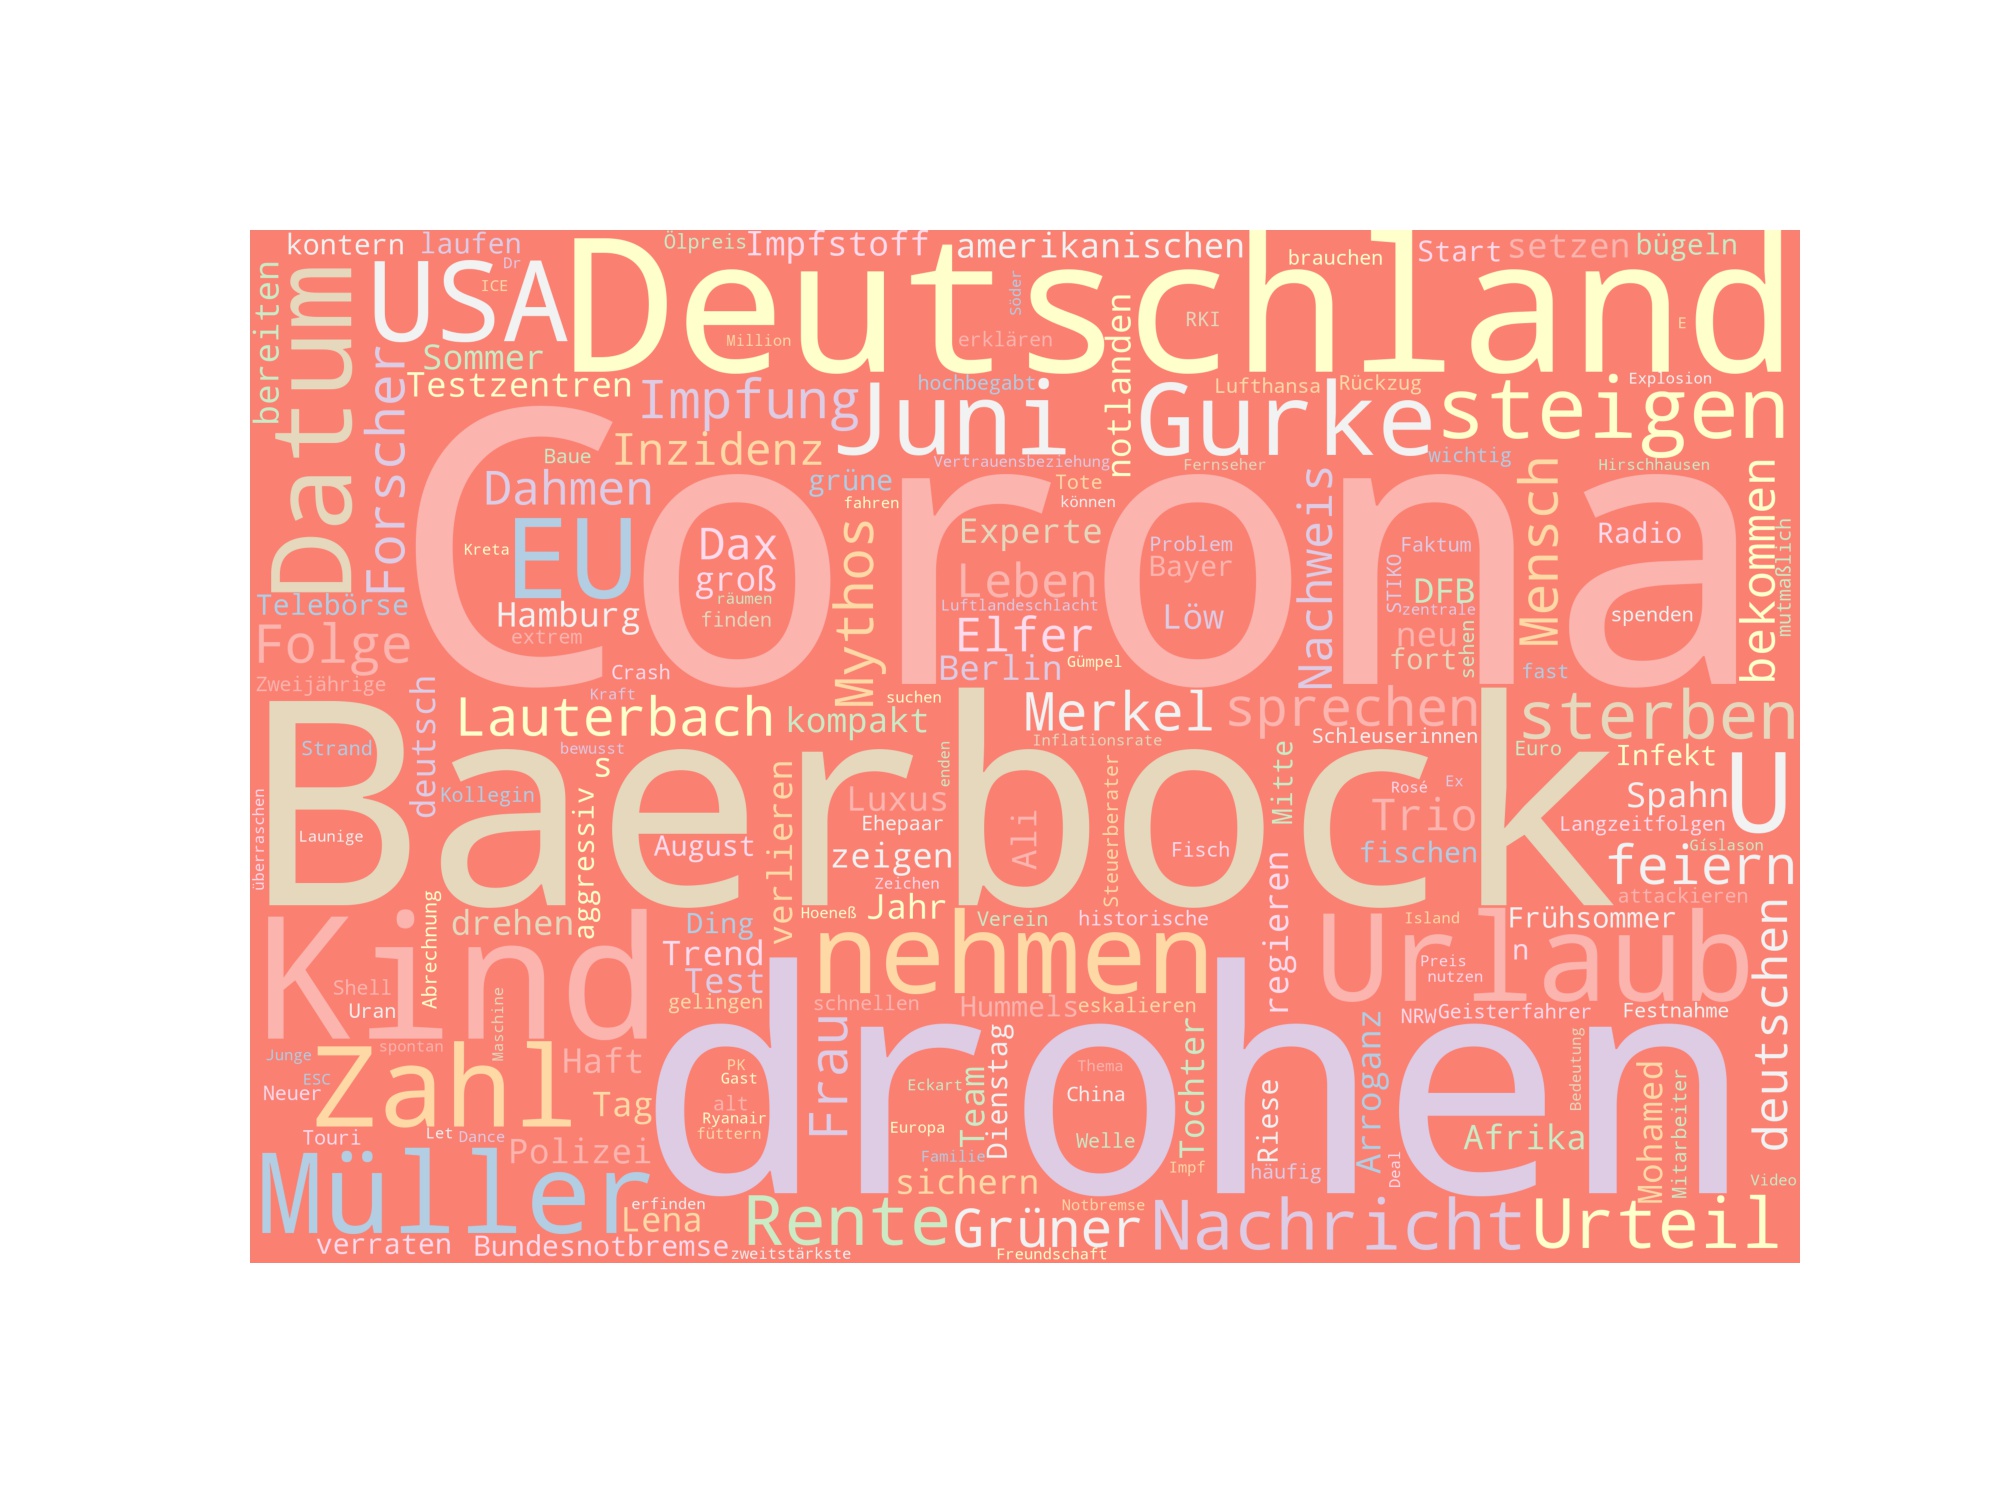 kontern
laufen
Dr
Ölpreis
Impfstoff
amerikanischen
brauchen
Start
setzen
bügeln
bereiten
Datum
USA
ICE
Deutschland
Söder
RKI
E
Million
erklären
notlanden
Sommer
Forscher
Testzentren
Impfung
hochbegabt
Juni
Lufthansa
Rückzug
Gurke
Explosion
steigen
Baue
Inzidenz
Vertrauensbeziehung
Fernseher
wichtig
Hirschhausen
Dahmen
grüne
Tote
fahren
können
Corona
Nachweis
Mensch
bekommen
Kreta
EU
Dax
Mythos
Experte
Problem
Faktum
Radio
mutmaßlich
groß
Leben
Bayer
STIKO
DFB
räumen
Telebörse
Hamburg
finden
Luftlandeschlacht
Löw
zentrale
spenden
Folge
extrem
Elfer
neu
Crash
Berlin
Gümpel
fort
sehen
fast
Zweijährige
deutsch
Kraft
suchen
Lauterbach
kompakt
Merkel
sprechen
sterben
Strand
bewusst
Inflationsrate
Schleuserinnen
Euro
Infekt
s
enden
Baerbock
Kollegin
verlieren
Luxus
Steuerberater
Mitte
Rosé
Ex
Spahn
U
überraschen
Launige
aggressiv
August
Ehepaar
Ali
Trio
Langzeitfolgen
zeigen
Fisch
fischen
Gíslason
feiern
Zeichen
attackieren
Abrechnung
drehen
Ding
Hoeneß
Jahr
Verein
historische
regieren
Island
Frühsommer
deutschen
Kind
Trend
nehmen
Urlaub
n
Shell
Test
Preis
nutzen
Uran
Maschine
gelingen
schnellen
Hummels
eskalieren
NRW
Geisterfahrer
Festnahme
Junge
spontan
Haft
Frau
Dienstag
Tochter
Arroganz
Bedeutung
Zahl
drohen
ESC
Neuer
PK
Gast
Eckart
Team
Thema
China
Riese
Mohamed
Mitarbeiter
Tag
alt
Ryanair
füttern
Europa
Welle
Touri
Let
Dance
Polizei
Familie
Impf
häufig
Deal
Afrika
Video
Müller
sichern
erfinden
Lena
Rente
Notbremse
Grüner
Nachricht
Urteil
verraten
Bundesnotbremse
zweitstärkste
Freundschaft